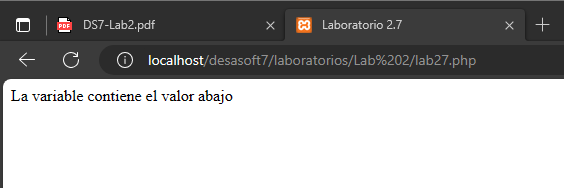 DS7-Lab2.pdf
Laboratorio 2.7
localhost/desasoft7/laboratorios/Lab%202/lab27.php
La variable contiene el valor abajo